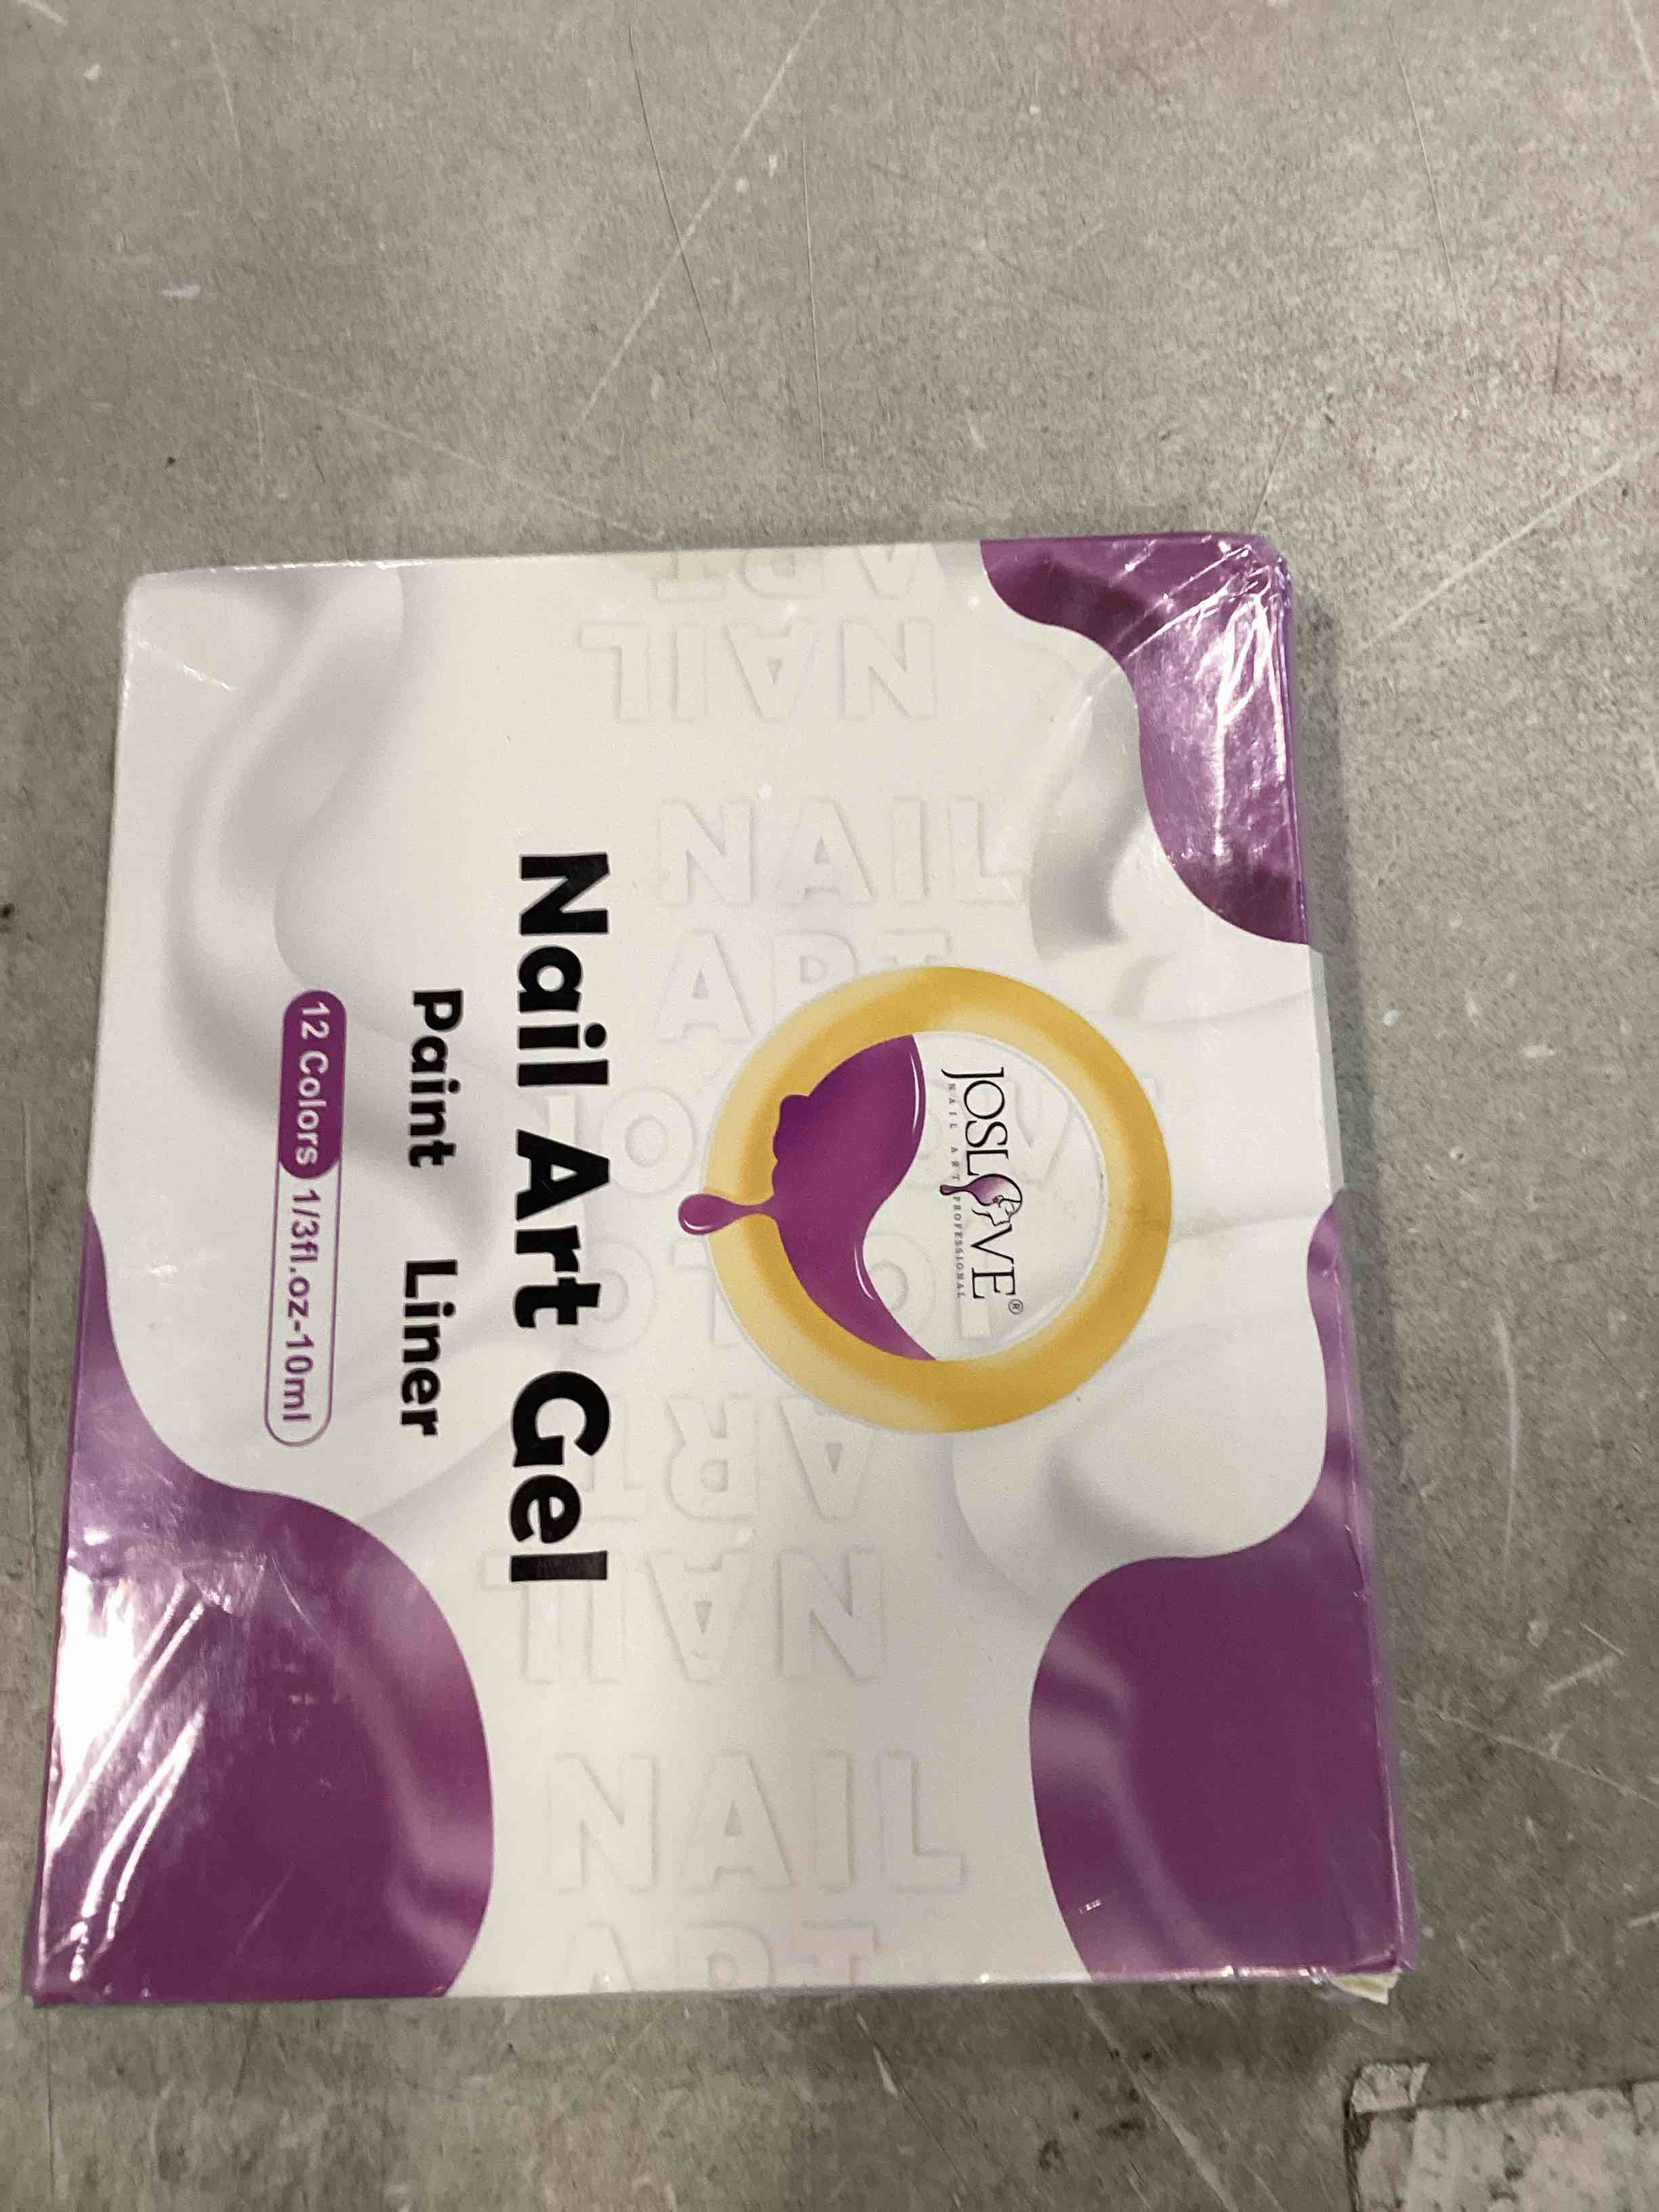 JOSLOVE®
NAIL ART PROFESSIONAL
Nail Art Gel
Paint Liner
12 Colors 1/3fl.oz-10ml
NAIL
ART
NAIL
ART
ART
NAIL
NAIL
ART